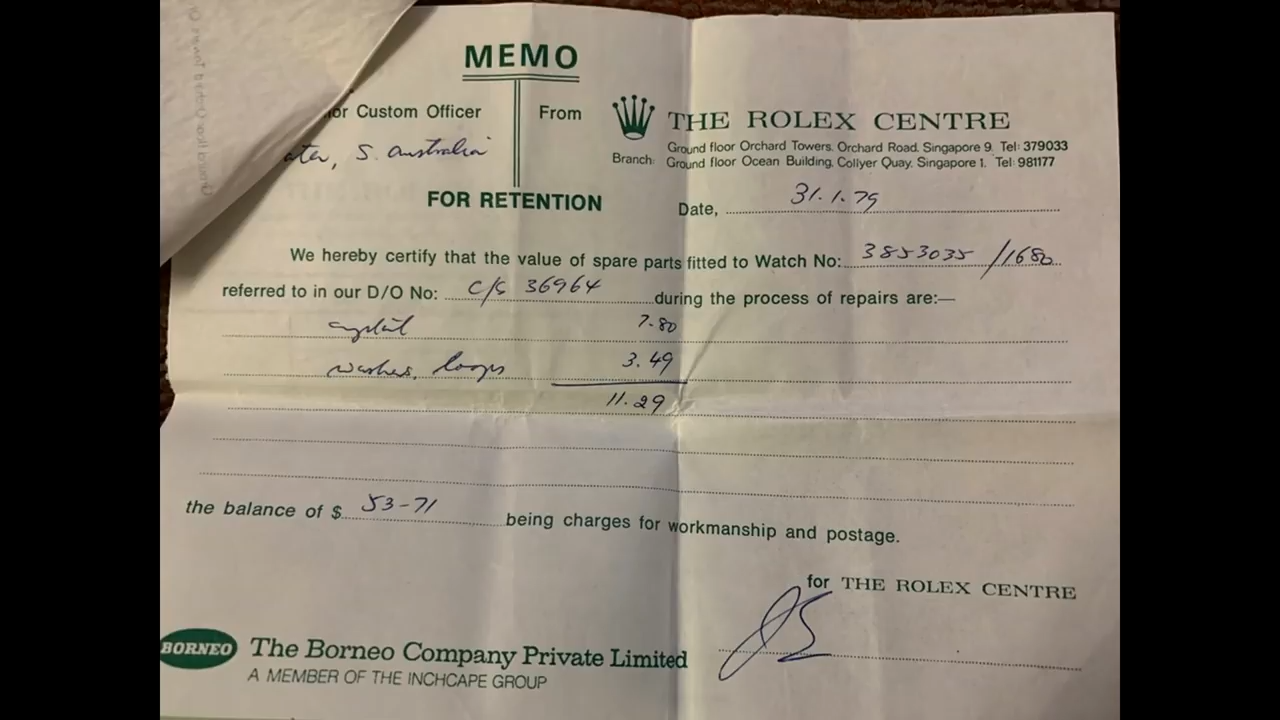 MEMO
or Custom Officer
S. Australia
From
THE ROLEX CENTRE
Ground floor Orchard Towers. Orchard Road. Singapore 9. Tel: 379033
Branch: Ground floor Ocean Building. Collyer Quay. Singapore 1. Tel: 981177
FOR RETENTION
Date, 31.1.79
We hereby certify that the value of spare parts fitted to Watch No: 3853035 /1680
referred to in our D/O No: C/S 36964 during the process of repairs are:—
crystal 7.80
washers, loops 3.49
11.29
the balance of $ 53-71 being charges for workmanship and postage.
for THE ROLEX CENTRE
BORNEO The Borneo Company Private Limited
A MEMBER OF THE INCHCAPE GROUP